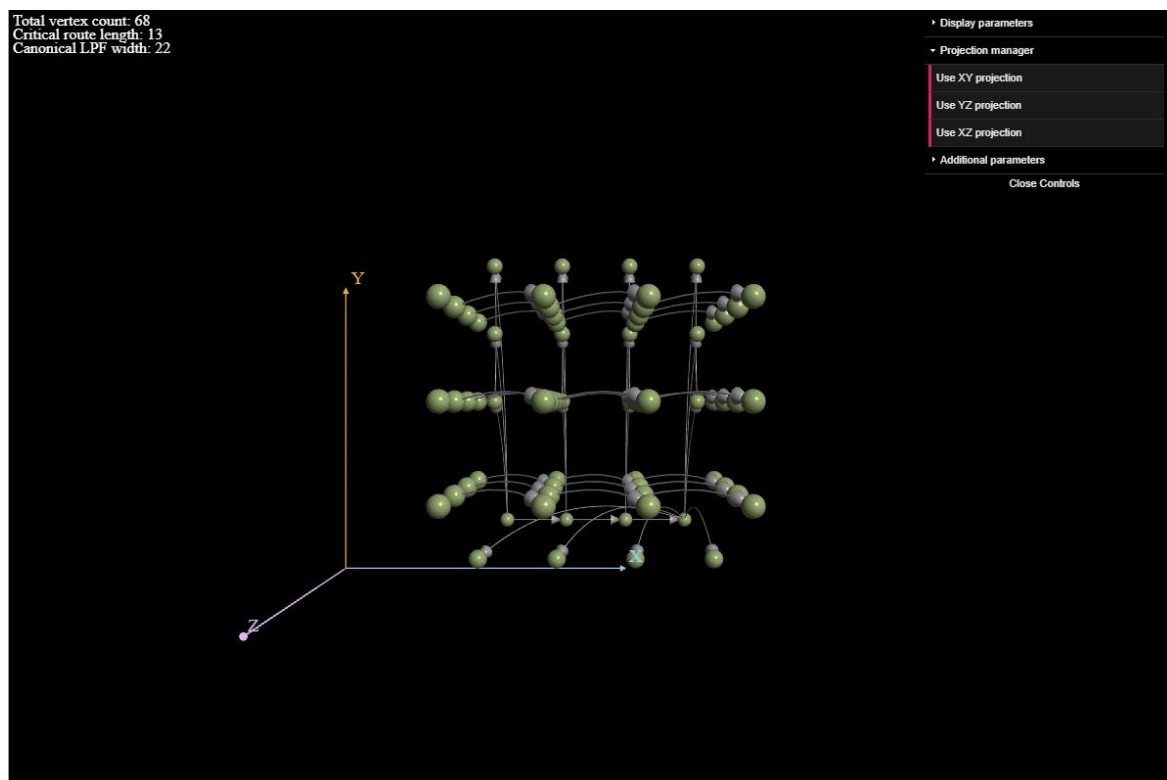 Total vertex count: 68
Critical route length: 13
Canonical LPF width: 22
Display parameters
Projection manager
Use XY projection
Use YZ projection
Use XZ projection
Additional parameters
Close Controls
Y
X
Z